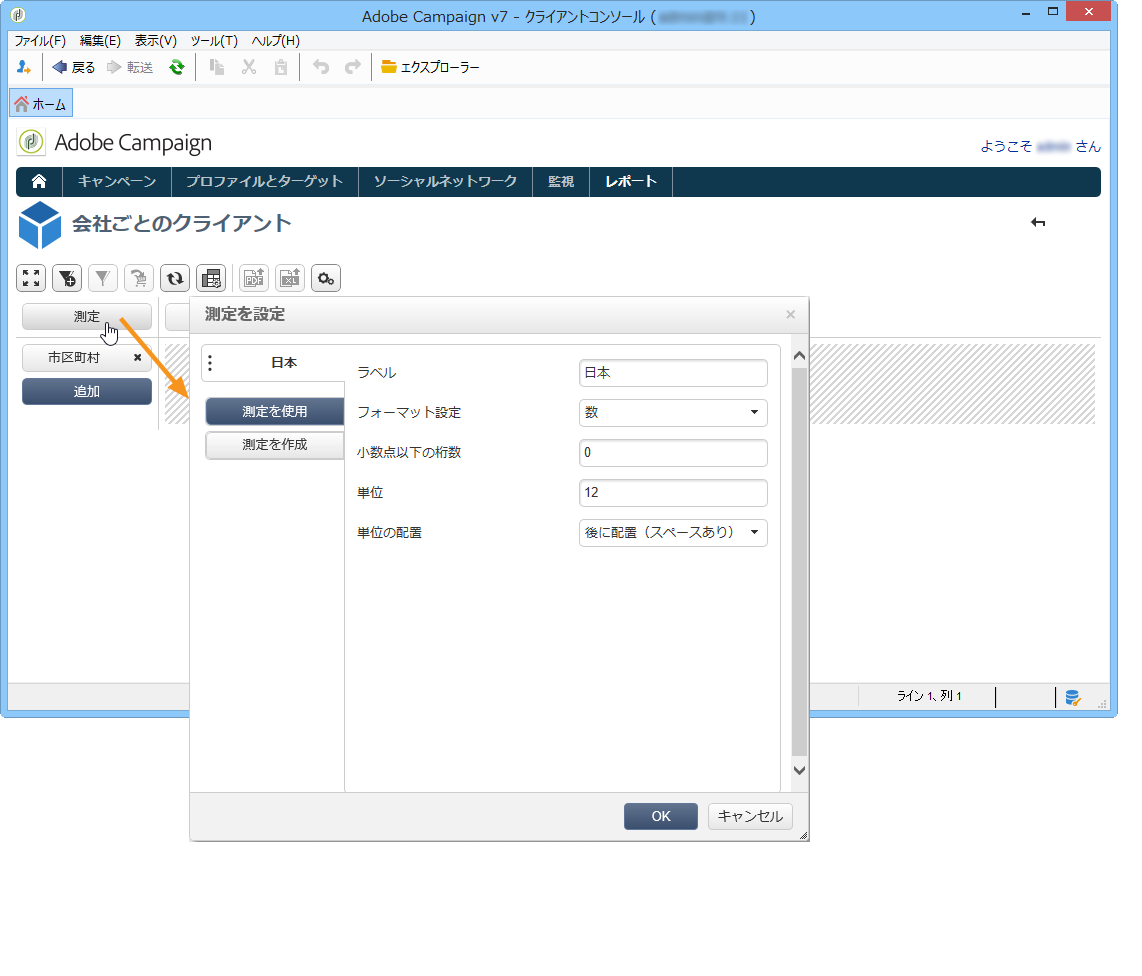 Adobe Campaign v7 - クライアントコンソール (
)
ファイル(F) 編集(E) 表示(V) ツール(T) ヘルプ(H)
戻る 転送 エクスプローラー
ホーム
Adobe Campaign
ようこそ さん
キャンペーン プロファイルとターゲット ソーシャルネットワーク 監視 レポート
会社ごとのクライアント
PDF XL
測定
市区町村
追加
測定を設定
日本
測定を使用
測定を作成
ラベル 日本
フォーマット設定 数
小数点以下の桁数 0
単位 12
単位の配置 後に配置（スペースあり）
OK キャンセル
ライン 1、列 1